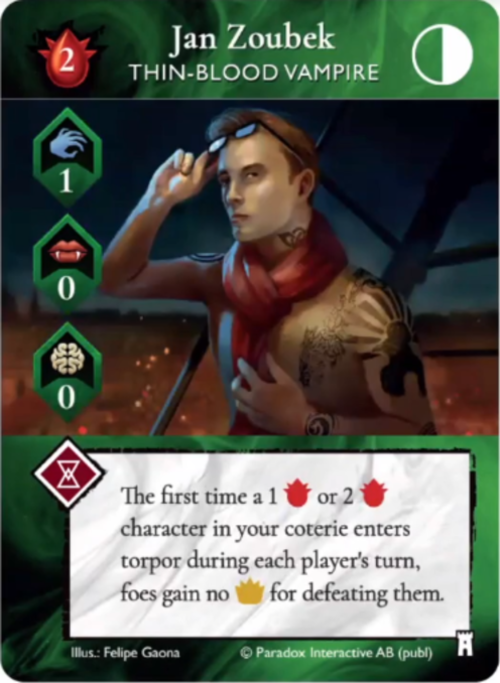 2
Jan Zoubek
THIN-BLOOD VAMPIRE
1
0
0
The first time a 1 or 2
character in your coterie enters
torpor during each player's turn,
foes gain no for defeating them.
Illus.: Felipe Gaona
© Paradox Interactive AB (publ)